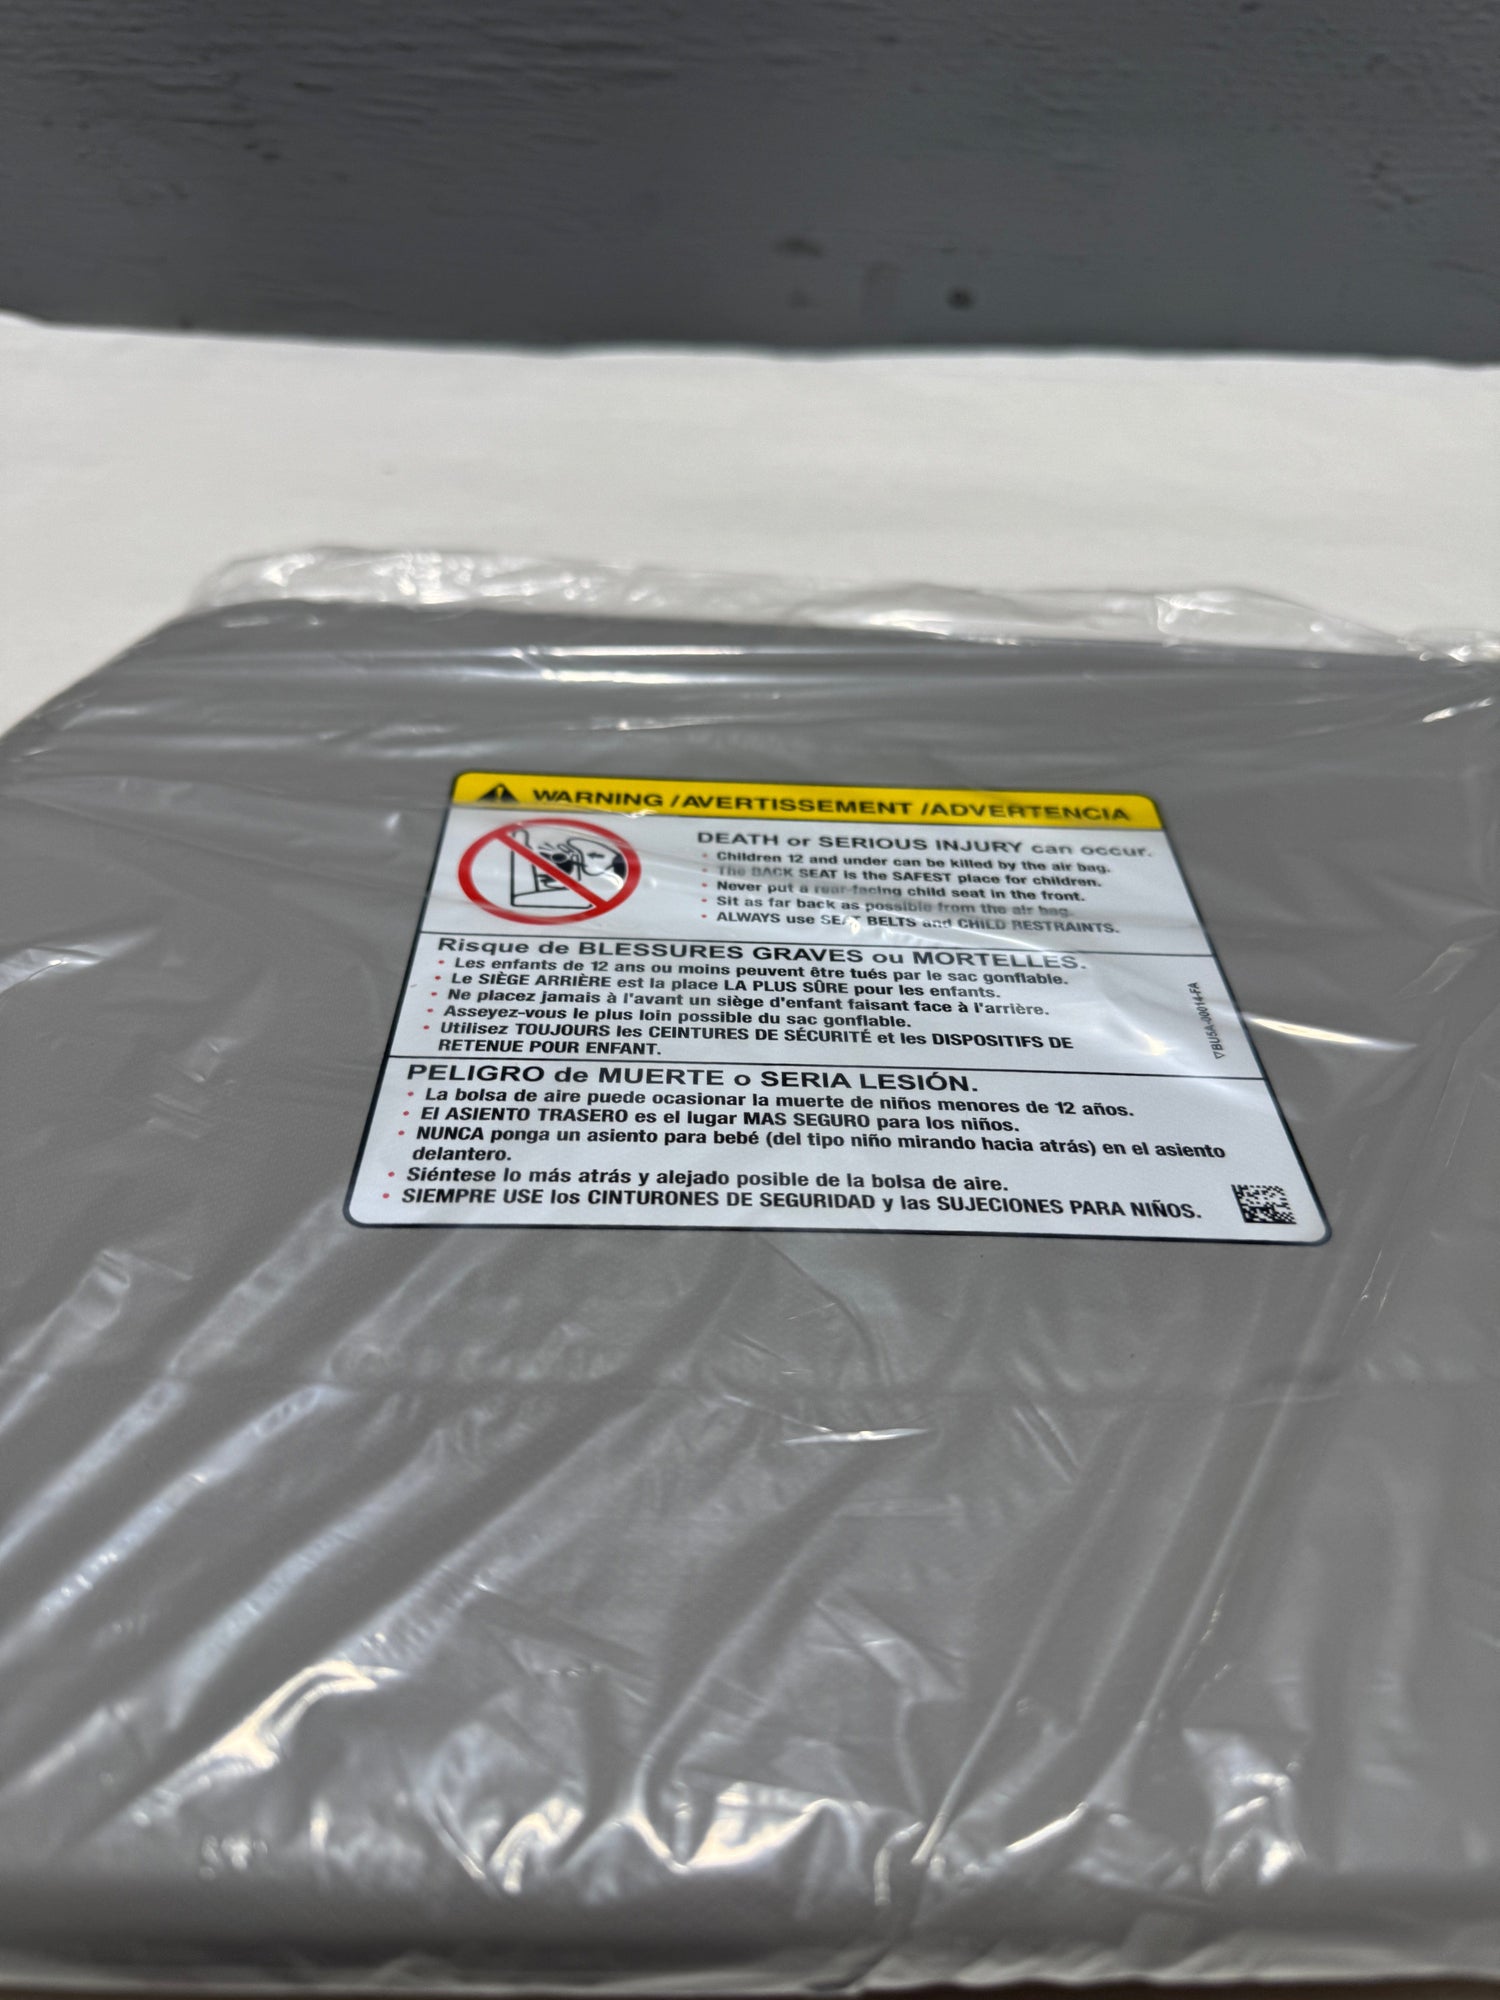 WARNING / AVERTISSEMENT / ADVERTENCIA
DEATH or SERIOUS INJURY can occur.
• Children 12 and under can be killed by the air bag.
• The BACK SEAT is the SAFEST place for children.
• Never put a rear-facing child seat in the front.
• Sit as far back as possible from the air bag.
• ALWAYS use SEAT BELTS and CHILD RESTRAINTS.
Risque de BLESSURES GRAVES ou MORTELLES.
• Les enfants de 12 ans ou moins peuvent être tués par le sac gonflable.
• Le SIÈGE ARRIÈRE est la place LA PLUS SÛRE pour les enfants.
• Ne placez jamais à l'avant un siège d'enfant faisant face à l'arrière.
• Asseyez-vous le plus loin possible du sac gonflable.
• Utilisez TOUJOURS les CEINTURES DE SÉCURITÉ et les DISPOSITIFS DE
RETENUE POUR ENFANT.
PELIGRO de MUERTE o SERIA LESIÓN.
• La bolsa de aire puede ocasionar la muerte de niños menores de 12 años.
• El ASIENTO TRASERO es el lugar MAS SEGURO para los niños.
• NUNCA ponga un asiento para bebé (del tipo niño mirando hacia atrás) en el asiento
delantero.
• Siéntese lo más atrás y alejado posible de la bolsa de aire.
• SIEMPRE USE los CINTURONES DE SEGURIDAD y las SUJECIONES PARA NIÑOS.
▽BU5A-00014-FA